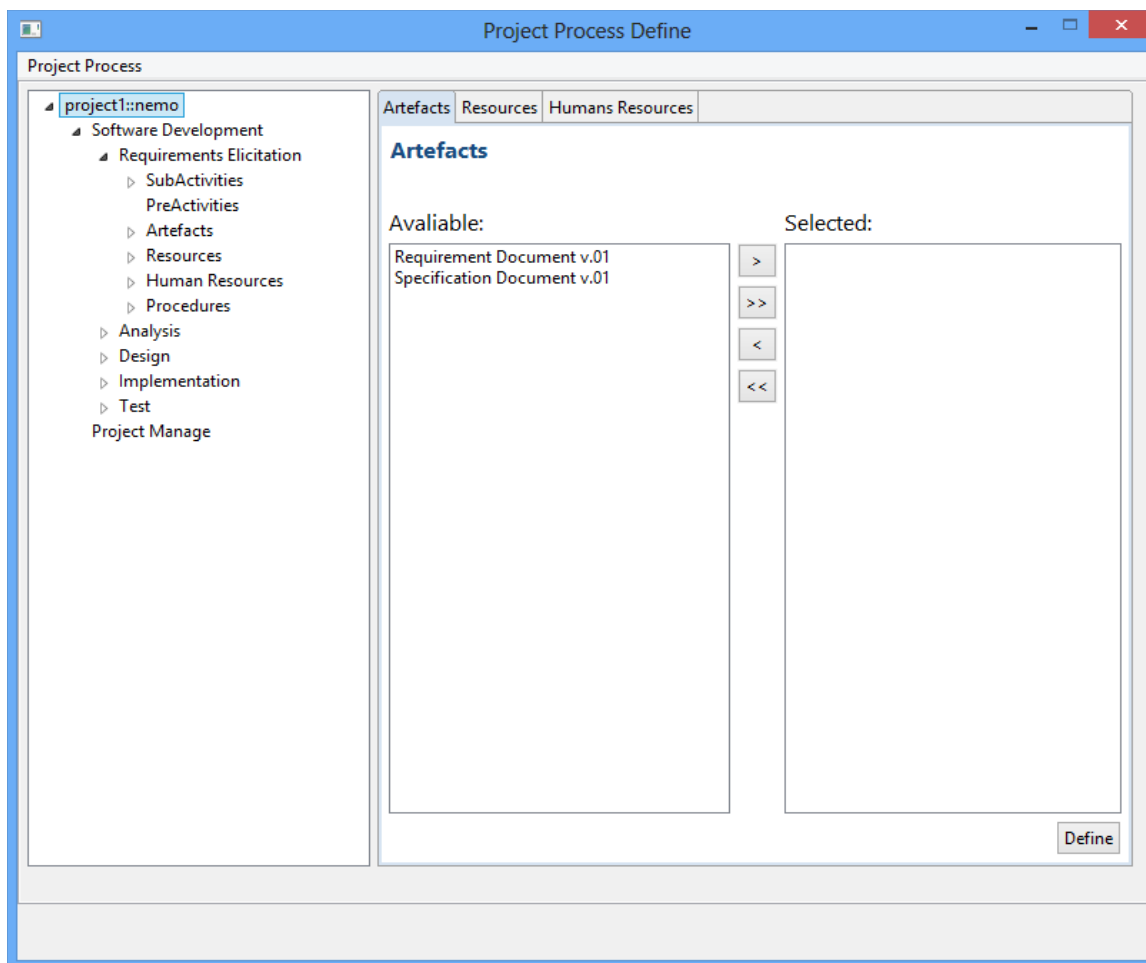 Project Process Define
Project Process
project1::nemo
Software Development
Requirements Elicitation
SubActivities
PreActivities
Artefacts
Resources
Human Resources
Procedures
Analysis
Design
Implementation
Test
Project Manage
Artefacts Resources Humans Resources
Artefacts
Avaliable:
Requirement Document v.01
Specification Document v.01
>
>>
<
<<
Selected:
Define